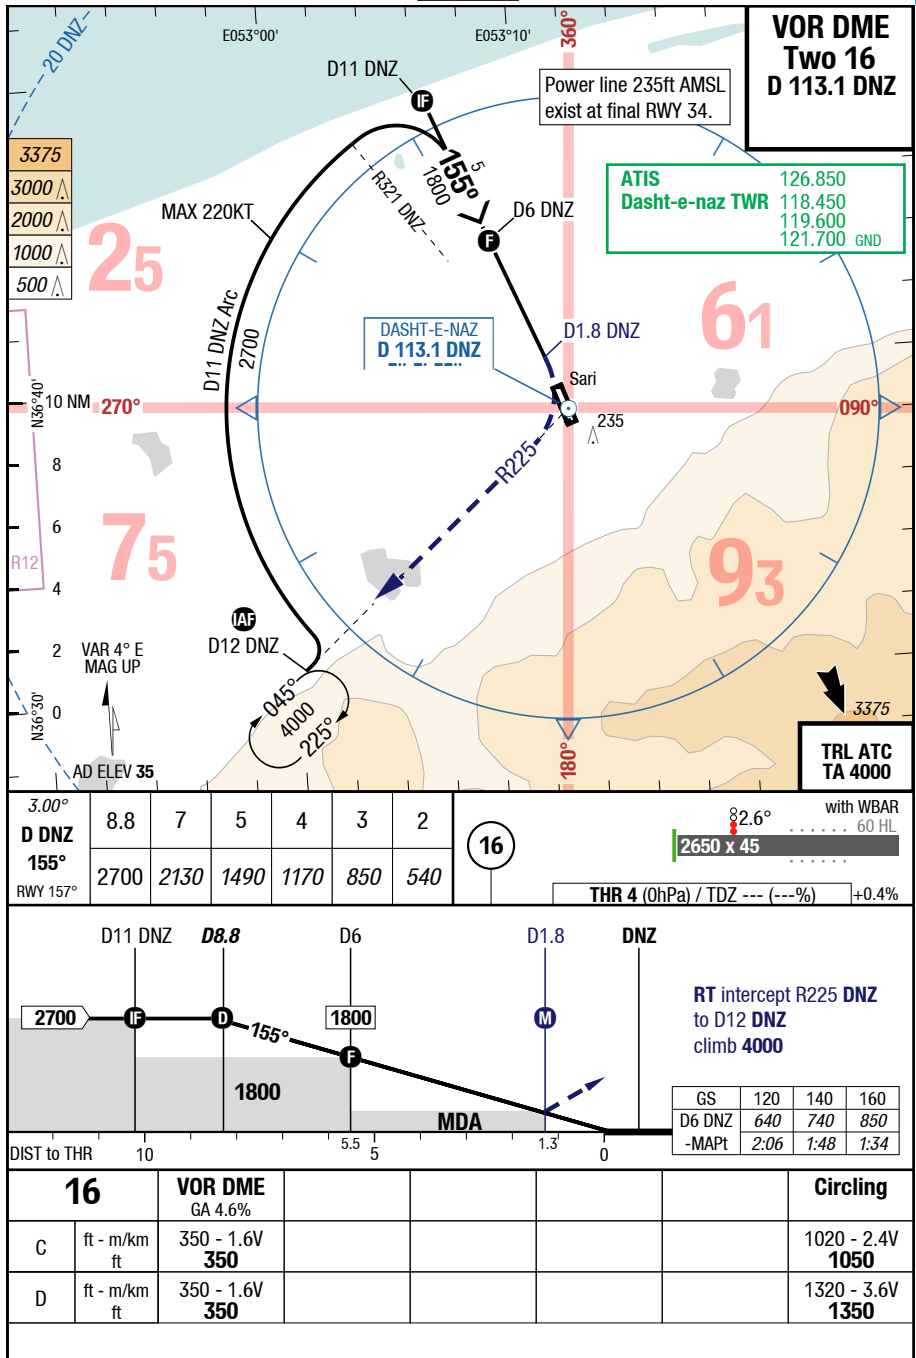 VOR DME
Two 16
D 113.1 DNZ
20 DNZ
E053°00'
E053°10'
360°
D11 DNZ
IF
Power line 235ft AMSL
exist at final RWY 34.
3375
3000
2000
1000
500
ATIS 126.850
Dasht-e-naz TWR 118.450
119.600
121.700 GND
5
155°
1800
R321 DNZ
MAX 220KT
D6 DNZ
F
25
61
D11 DNZ Arc
2700
DASHT-E-NAZ
D 113.1 DNZ
D1.8 DNZ
Sari
N36°40'
10 NM
270°
090°
235
8
R225
6
75
93
R12
4
IAF
D12 DNZ
2
VAR 4° E
MAG UP
045°
4000
225°
N36°30'
0
3375
180°
TRL ATC
TA 4000
AD ELEV 35
3.00°
D DNZ
155°
RWY 157°
8.8 7 5 4 3 2
2700 2130 1490 1170 850 540
16
2.6°
with WBAR
60 HL
2650 x 45
THR 4 (0hPa) / TDZ --- (---%)
+0.4%
D11 DNZ D8.8 D6 D1.8 DNZ
2700 IF D 155° 1800 M
F
1800
MDA
RT intercept R225 DNZ
to D12 DNZ
climb 4000
GS 120 140 160
D6 DNZ 640 740 850
-MAPt 2:06 1:48 1:34
DIST to THR 10 5.5 5 1.3 0
16 VOR DME Circling
GA 4.6%
C ft - m/km 350 - 1.6V 1020 - 2.4V
ft 350 1050
D ft - m/km 350 - 1.6V 1320 - 3.6V
ft 350 1350